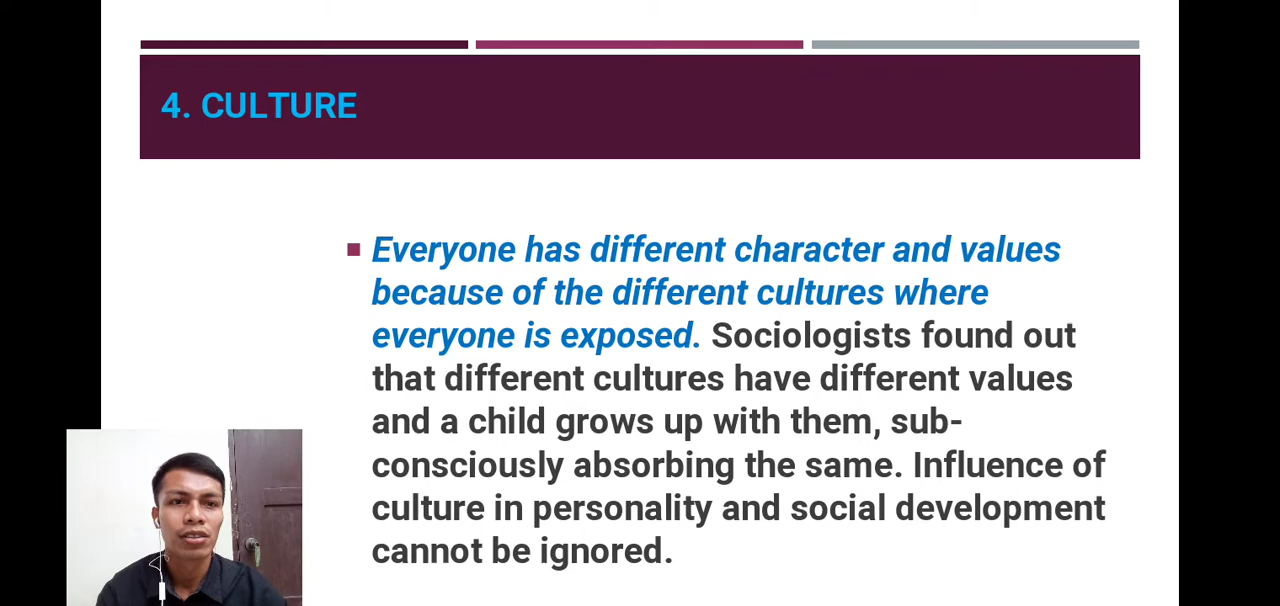 4. CULTURE
Everyone has different character and values
because of the different cultures where
everyone is exposed. Sociologists found out
that different cultures have different values
and a child grows up with them, sub-
consciously absorbing the same. Influence of
culture in personality and social development
cannot be ignored.